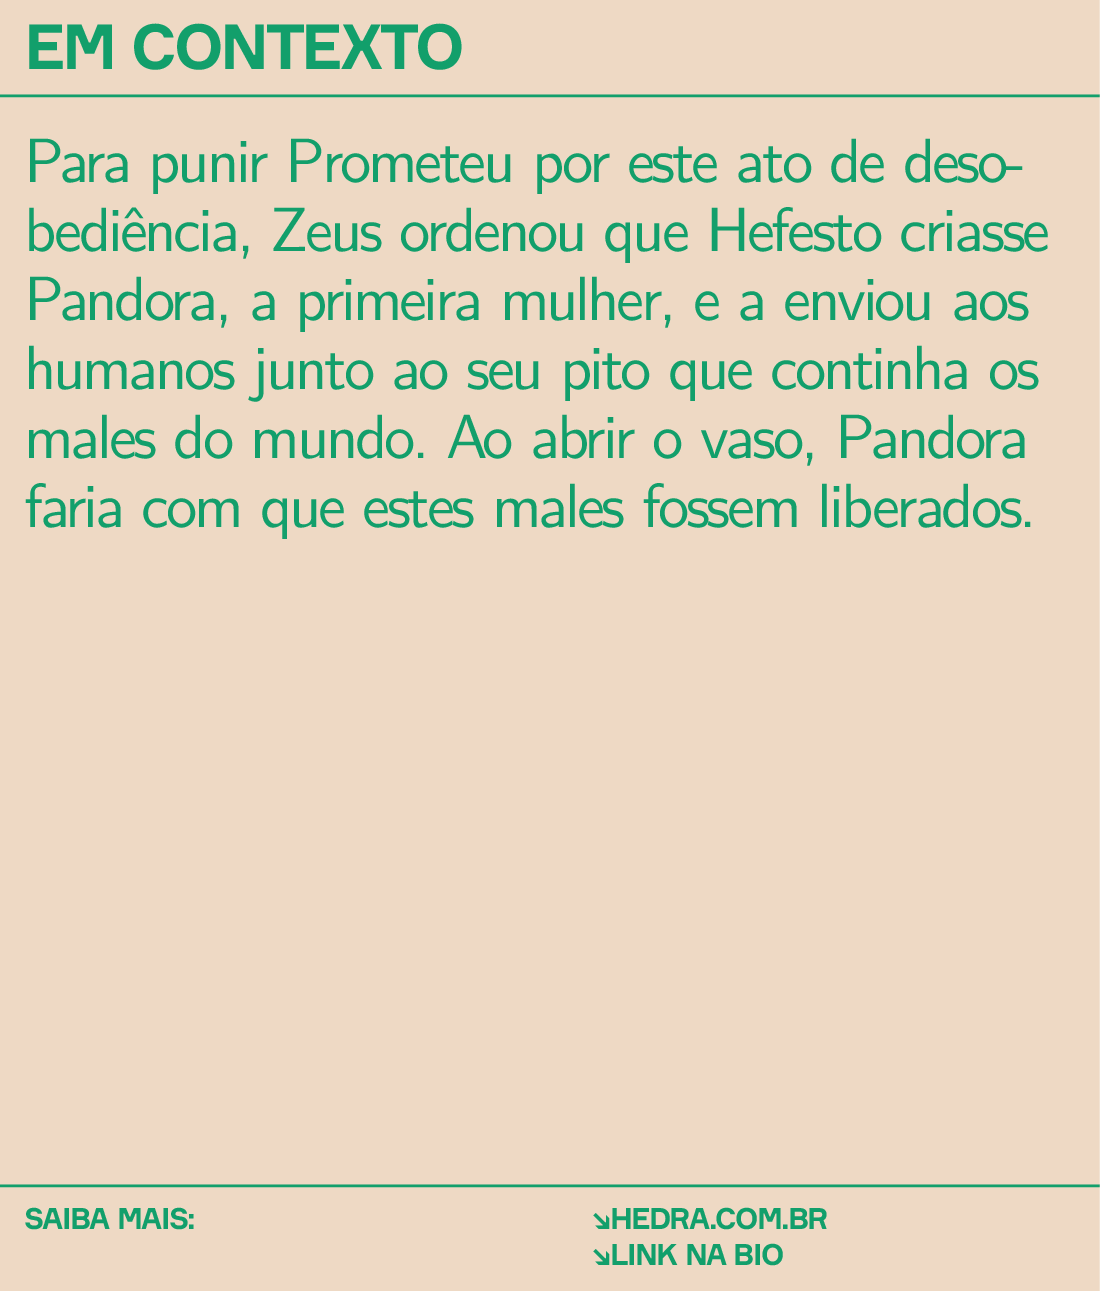 EM CONTEXTO
Para punir Prometeu por este ato de deso-
bediência, Zeus ordenou que Hefesto criasse
Pandora, a primeira mulher, e a enviou aos
humanos junto ao seu pito que continha os
males do mundo. Ao abrir o vaso, Pandora
faria com que estes males fossem liberados.
SAIBA MAIS:
↘HEDRA.COM.BR
↘LINK NA BIO